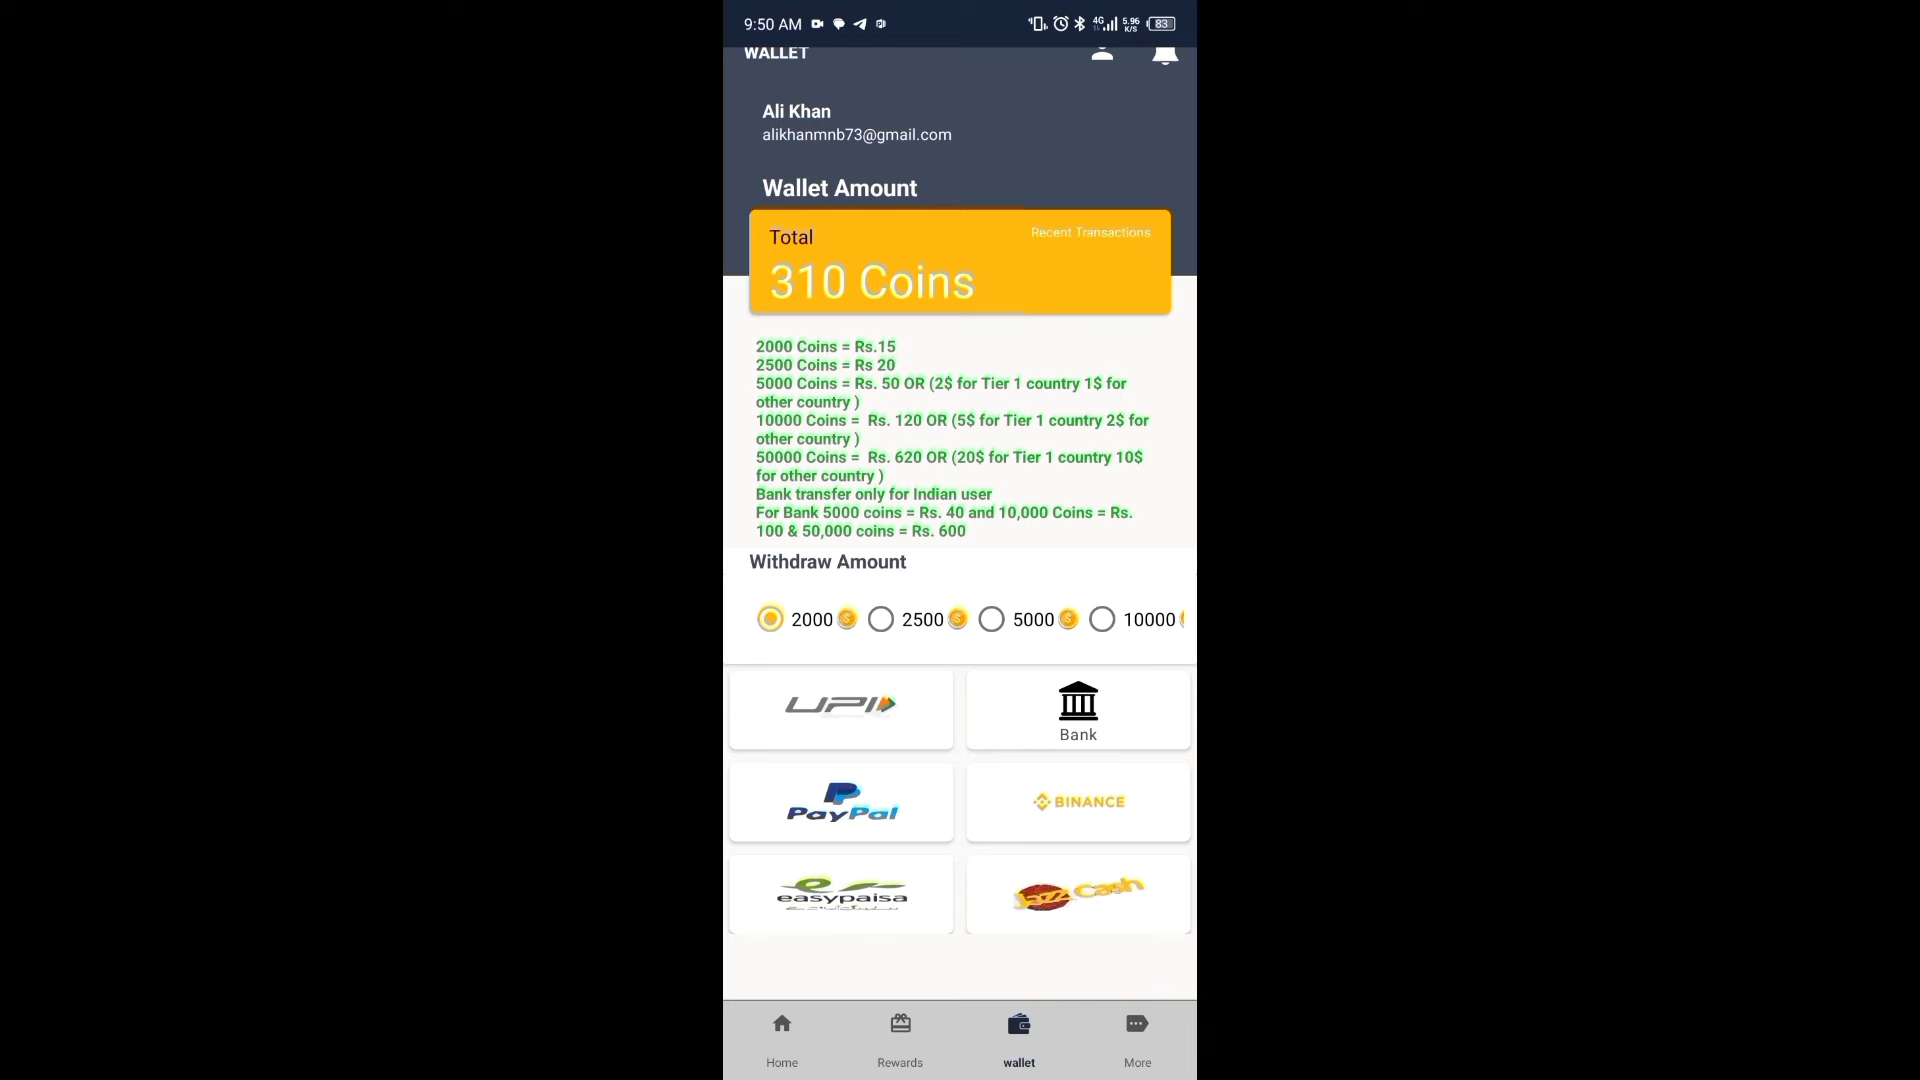 9:50 AM
4G
5.96
K/S
83
WALLET
Ali Khan
alikhanmnb73@gmail.com
Wallet Amount
Total
Recent Transactions
310 Coins
2000 Coins = Rs.15
2500 Coins = Rs 20
5000 Coins = Rs. 50 OR (2$ for Tier 1 country 1$ for
other country )
10000 Coins =  Rs. 120 OR (5$ for Tier 1 country 2$ for
other country )
50000 Coins =  Rs. 620 OR (20$ for Tier 1 country 10$
for other country )
Bank transfer only for Indian user
For Bank 5000 coins = Rs. 40 and 10,000 Coins = Rs.
100 & 50,000 coins = Rs. 600
Withdraw Amount
2000 2500 5000 10000
UPI
Bank
PayPal
BINANCE
easypaisa
JazzCash
Home
Rewards
wallet
More